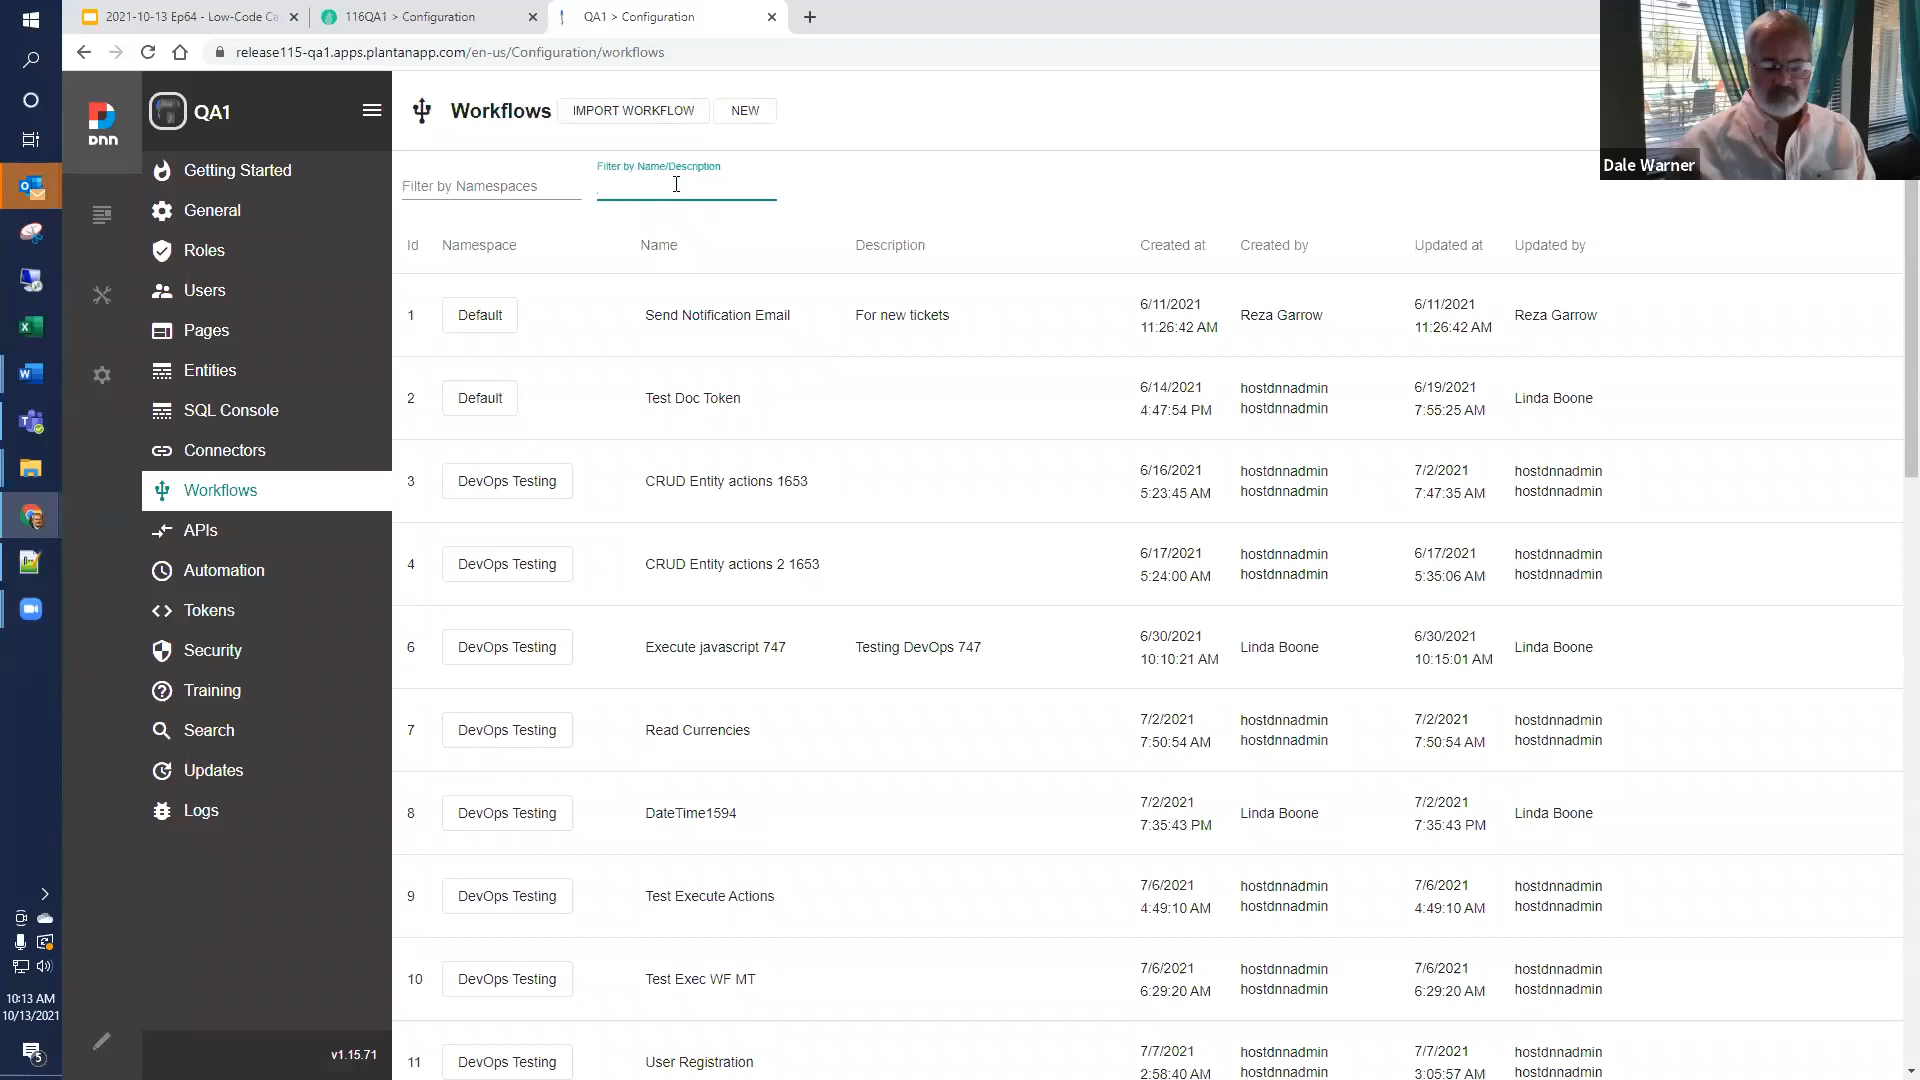 2021-10-13 Ep64 - Low-Code Ca
116QA1 > Configuration
QA1 > Configuration
release115-qa1.apps.plantanapp.com/en-us/Configuration/workflows
Dale Warner
DNN
QA1
Getting Started
General
Roles
Users
Pages
Entities
SQL Console
Connectors
Workflows
APIs
Automation
Tokens
Security
Training
Search
Updates
Logs
v1.15.71
10:13 AM
10/13/2021
5
Workflows IMPORT WORKFLOW NEW
Filter by Namespaces
Filter by Name/Description
Id Namespace Name Description Created at Created by Updated at Updated by
1 Default Send Notification Email For new tickets 6/11/2021 11:26:42 AM Reza Garrow 6/11/2021 11:26:42 AM Reza Garrow
2 Default Test Doc Token 6/14/2021 4:47:54 PM hostdnnadmin hostdnnadmin 6/19/2021 7:55:25 AM Linda Boone
3 DevOps Testing CRUD Entity actions 1653 6/16/2021 5:23:45 AM hostdnnadmin hostdnnadmin 7/2/2021 7:47:35 AM hostdnnadmin hostdnnadmin
4 DevOps Testing CRUD Entity actions 2 1653 6/17/2021 5:24:00 AM hostdnnadmin hostdnnadmin 6/17/2021 5:35:06 AM hostdnnadmin hostdnnadmin
6 DevOps Testing Execute javascript 747 Testing DevOps 747 6/30/2021 10:10:21 AM Linda Boone 6/30/2021 10:15:01 AM Linda Boone
7 DevOps Testing Read Currencies 7/2/2021 7:50:54 AM hostdnnadmin hostdnnadmin 7/2/2021 7:50:54 AM hostdnnadmin hostdnnadmin
8 DevOps Testing DateTime1594 7/2/2021 7:35:43 PM Linda Boone 7/2/2021 7:35:43 PM Linda Boone
9 DevOps Testing Test Execute Actions 7/6/2021 4:49:10 AM hostdnnadmin hostdnnadmin 7/6/2021 4:49:10 AM hostdnnadmin hostdnnadmin
10 DevOps Testing Test Exec WF MT 7/6/2021 6:29:20 AM hostdnnadmin hostdnnadmin 7/6/2021 6:29:20 AM hostdnnadmin hostdnnadmin
11 DevOps Testing User Registration 7/7/2021 2:58:40 AM hostdnnadmin hostdnnadmin 7/7/2021 3:05:57 AM hostdnnadmin hostdnnadmin